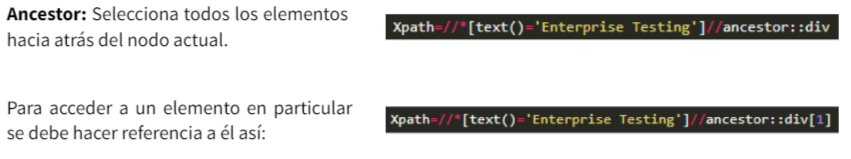 Ancestor: Selecciona todos los elementos
hacia atrás del nodo actual.
Xpath=//*[text()='Enterprise Testing']//ancestor::div
Para acceder a un elemento en particular
se debe hacer referencia a él así:
Xpath=//*[text()='Enterprise Testing']//ancestor::div[1]